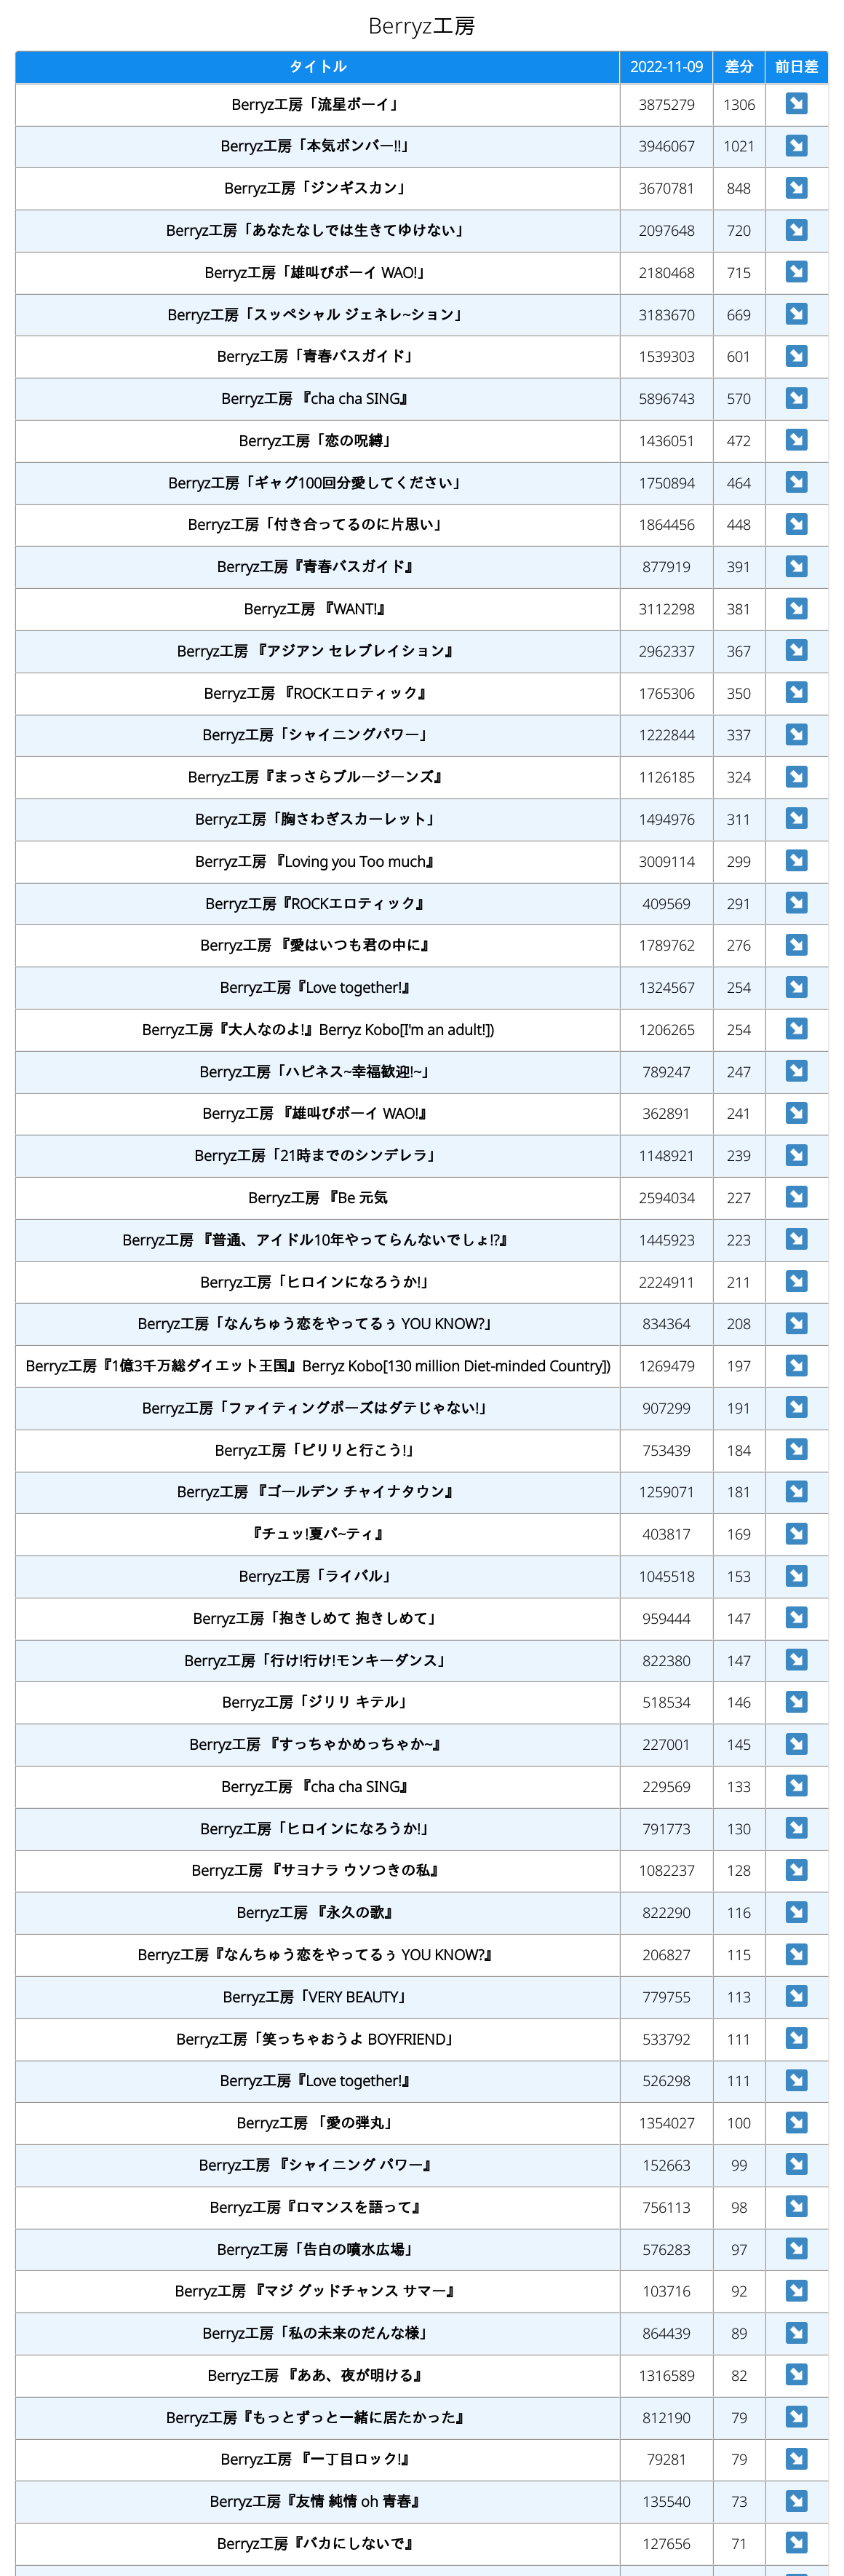 Berryz工房
タイトル 2022-11-09 差分 前日差
Berryz工房「流星ボーイ」 3875279 1306 ↘
Berryz工房「本気ボンバー!!」 3946067 1021 ↘
Berryz工房「ジンギスカン」 3670781 848 ↘
Berryz工房「あなたなしでは生きてゆけない」 2097648 720 ↘
Berryz工房「雄叫びボーイ WAO!」 2180468 715 ↘
Berryz工房「スッペシャル ジェネレ~ション」 3183670 669 ↘
Berryz工房「青春バスガイド」 1539303 601 ↘
Berryz工房 『cha cha SING』 5896743 570 ↘
Berryz工房「恋の呪縛」 1436051 472 ↘
Berryz工房「ギャグ100回分愛してください」 1750894 464 ↘
Berryz工房「付き合ってるのに片思い」 1864456 448 ↘
Berryz工房『青春バスガイド』 877919 391 ↘
Berryz工房 『WANT!』 3112298 381 ↘
Berryz工房 『アジアン セレブレイション』 2962337 367 ↘
Berryz工房 『ROCKエロティック』 1765306 350 ↘
Berryz工房「シャイニングパワー」 1222844 337 ↘
Berryz工房『まっさらブルージーンズ』 1126185 324 ↘
Berryz工房「胸さわぎスカーレット」 1494976 311 ↘
Berryz工房 『Loving you Too much』 3009114 299 ↘
Berryz工房『ROCKエロティック』 409569 291 ↘
Berryz工房 『愛はいつも君の中に』 1789762 276 ↘
Berryz工房『Love together!』 1324567 254 ↘
Berryz工房『大人なのよ!』Berryz Kobo[I'm an adult!]) 1206265 254 ↘
Berryz工房「ハピネス~幸福歓迎!~」 789247 247 ↘
Berryz工房 『雄叫びボーイ WAO!』 362891 241 ↘
Berryz工房「21時までのシンデレラ」 1148921 239 ↘
Berryz工房 『Be 元気 2594034 227 ↘
Berryz工房 『普通、アイドル10年やってらんないでしょ!?』 1445923 223 ↘
Berryz工房「ヒロインになろうか!」 2224911 211 ↘
Berryz工房「なんちゅう恋をやってるぅ YOU KNOW?」 834364 208 ↘
Berryz工房『1億3千万総ダイエット王国』Berryz Kobo[130 million Diet-minded Country]) 1269479 197 ↘
Berryz工房「ファイティングポーズはダテじゃない!」 907299 191 ↘
Berryz工房「ピリリと行こう!」 753439 184 ↘
Berryz工房 『ゴールデン チャイナタウン』 1259071 181 ↘
『チュッ!夏パ~ティ』 403817 169 ↘
Berryz工房「ライバル」 1045518 153 ↘
Berryz工房「抱きしめて 抱きしめて」 959444 147 ↘
Berryz工房「行け!行け!モンキーダンス」 822380 147 ↘
Berryz工房「ジリリ キテル」 518534 146 ↘
Berryz工房 『すっちゃかめっちゃか~』 227001 145 ↘
Berryz工房 『cha cha SING』 229569 133 ↘
Berryz工房「ヒロインになろうか!」 791773 130 ↘
Berryz工房 『サヨナラ ウソつきの私』 1082237 128 ↘
Berryz工房 『永久の歌』 822290 116 ↘
Berryz工房『なんちゅう恋をやってるぅ YOU KNOW?』 206827 115 ↘
Berryz工房「VERY BEAUTY」 779755 113 ↘
Berryz工房「笑っちゃおうよ BOYFRIEND」 533792 111 ↘
Berryz工房『Love together!』 526298 111 ↘
Berryz工房 「愛の弾丸」 1354027 100 ↘
Berryz工房 『シャイニング パワー』 152663 99 ↘
Berryz工房『ロマンスを語って』 756113 98 ↘
Berryz工房「告白の噴水広場」 576283 97 ↘
Berryz工房 『マジ グッドチャンス サマー』 103716 92 ↘
Berryz工房「私の未来のだんな様」 864439 89 ↘
Berryz工房 『ああ、夜が明ける』 1316589 82 ↘
Berryz工房『もっとずっと一緒に居たかった』 812190 79 ↘
Berryz工房 『一丁目ロック!』 79281 79 ↘
Berryz工房『友情 純情 oh 青春』 135540 73 ↘
Berryz工房『バカにしないで』 127656 71 ↘